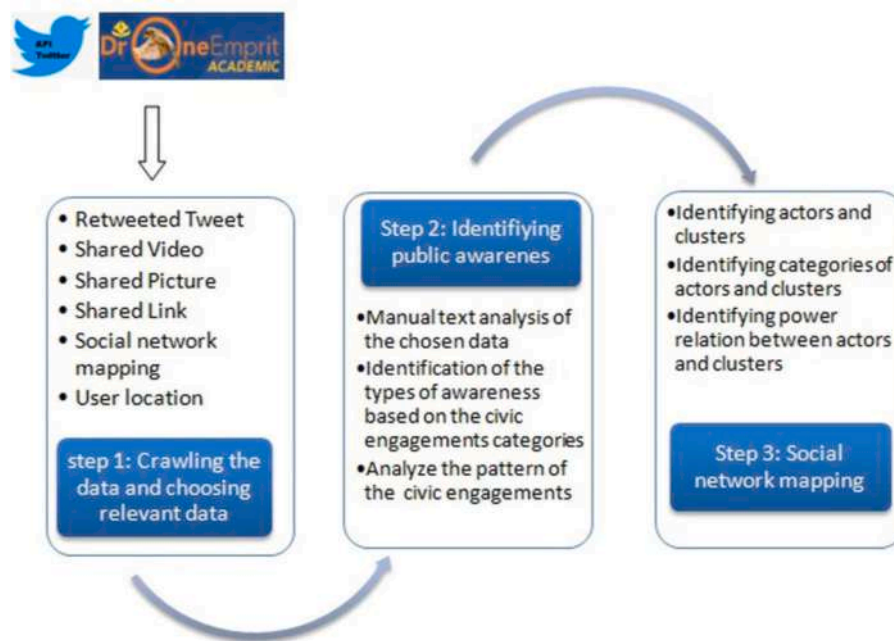 API
Twitter
DrOneEmprit
ACADEMIC
• Retweeted Tweet
• Shared Video
• Shared Picture
• Shared Link
• Social network
mapping
• User location
step 1: Crawling the
data and choosing
relevant data
Step 2: Identifiying
public awarenes
•Manual text analysis of
the chosen data
•Identification of the
types of awareness
based on the civic
engagements categories
•Analyze the pattern of
the civic engagements
•Identifying actors and
clusters
•Identifying categories of
actors and clusters
•Identifying power
relation between actors
and clusters
Step 3: Social
network mapping